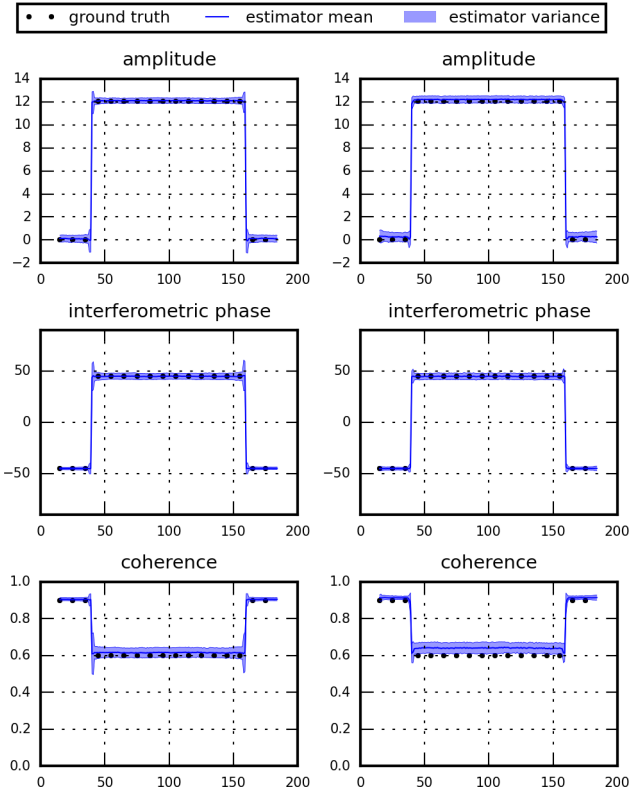 ground truth estimator mean estimator variance
amplitude amplitude
14 14
12 12
10 10
8 8
6 6
4 4
2 2
0 0
−2 −2
0 50 100 150 200 0 50 100 150 200
interferometric phase interferometric phase
50 50
0 0
−50 −50
0 50 100 150 200 0 50 100 150 200
coherence coherence
1.0 1.0
0.8 0.8
0.6 0.6
0.4 0.4
0.2 0.2
0.0 0.0
0 50 100 150 200 0 50 100 150 200